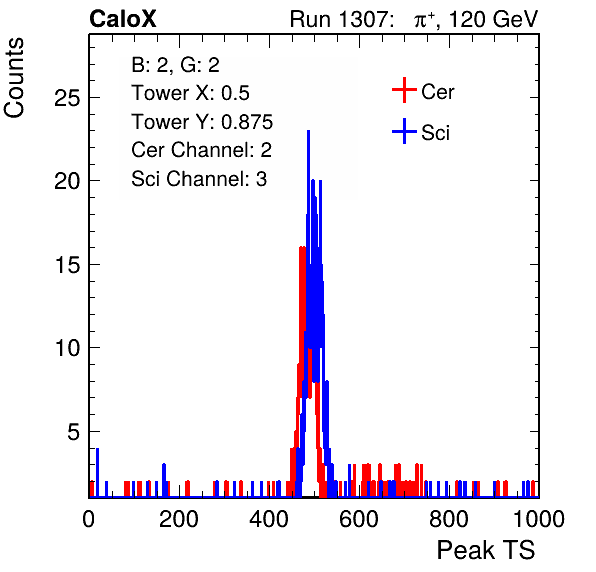 CaloX Run 1307: π+, 120 GeV
Counts
B: 2, G: 2
Tower X: 0.5
Tower Y: 0.875
Cer Channel: 2
Sci Channel: 3
Cer
Sci
25
20
15
10
5
0 200 400 600 800 1000
Peak TS